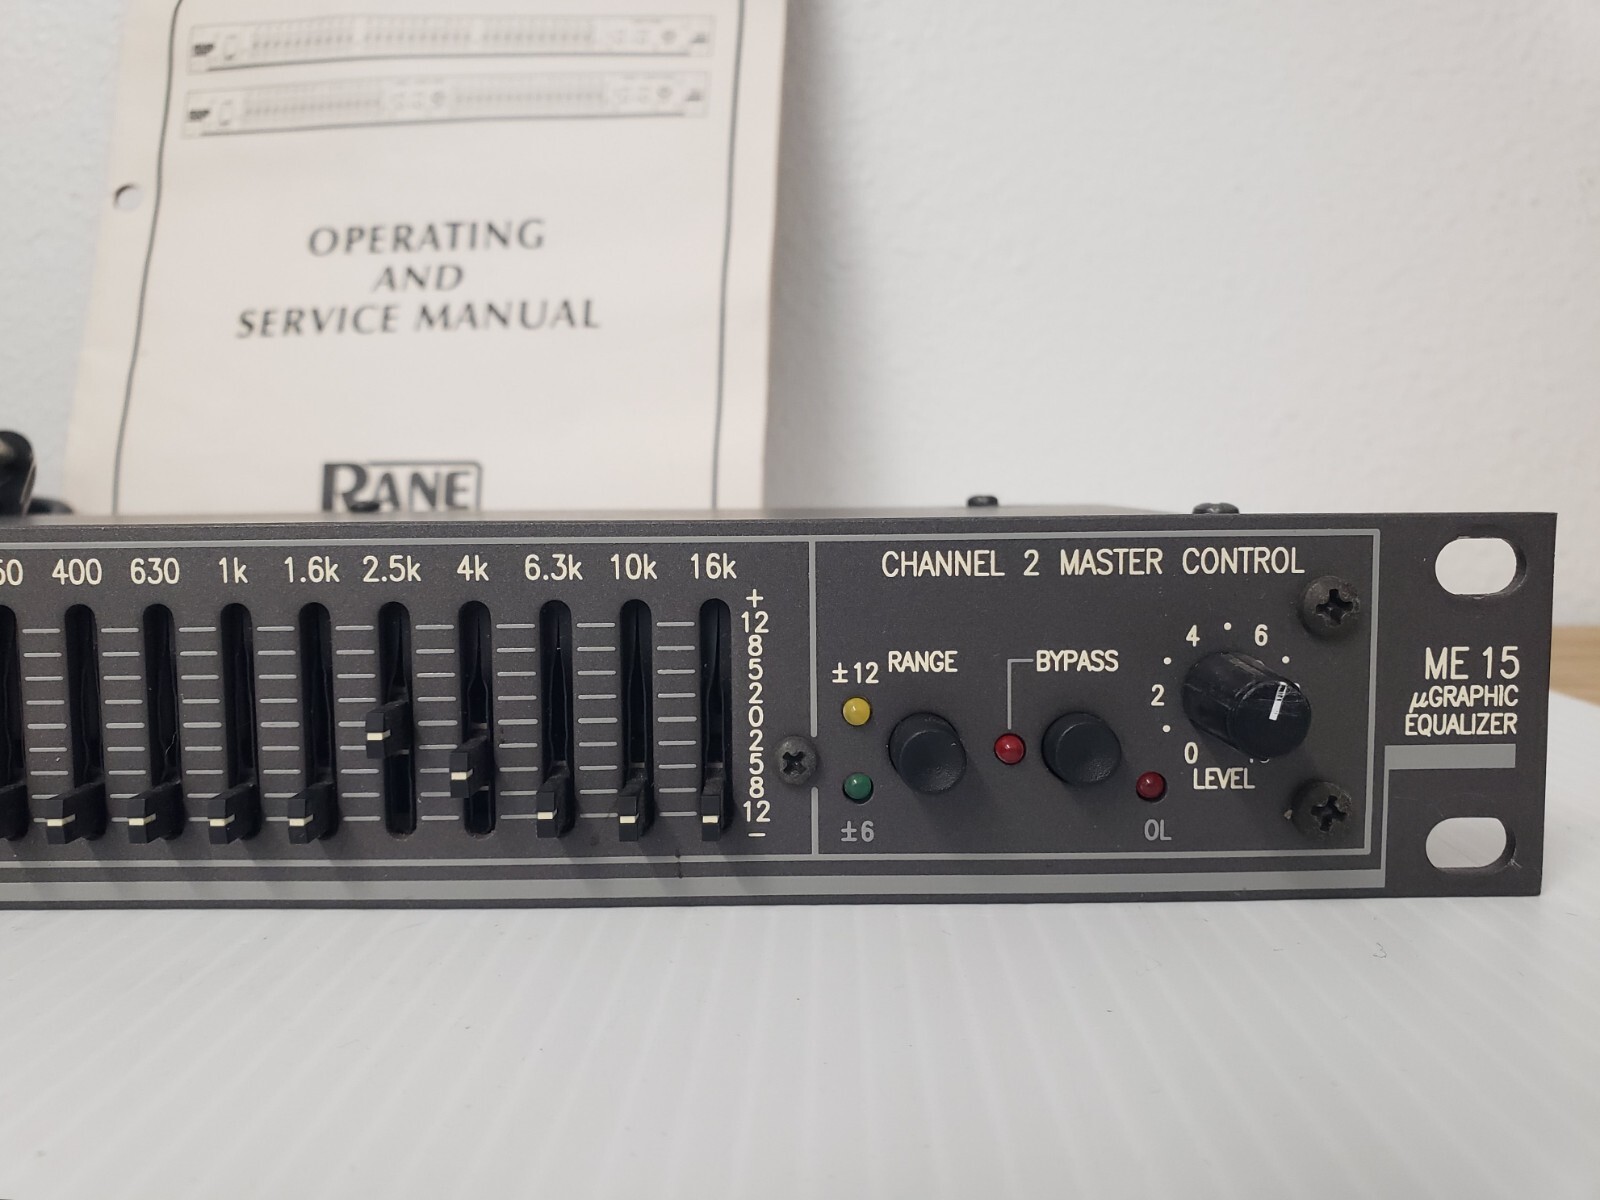 OPERATING
AND
SERVICE MANUAL
RANE
50 400 630 1k 1.6k 2.5k 4k 6.3k 10k 16k
+
12
8
5
2
0
2
5
8
12
−
CHANNEL 2 MASTER CONTROL
±12 RANGE
BYPASS
±6
OL
4 6
2
0
LEVEL
ME 15
µGRAPHIC
EQUALIZER